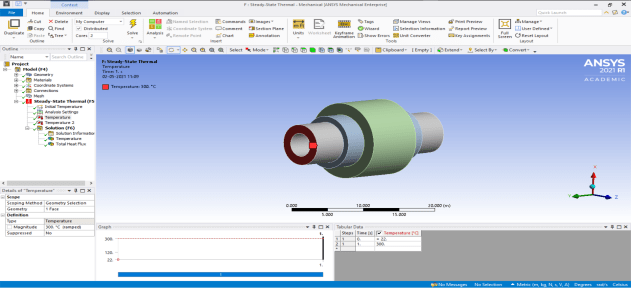 F : Steady-State Thermal - Mechanical [ANSYS Mechanical Enterprise]
Context
File Home Environment Display Selection Automation
Quick Launch
Duplicate
Cut
Delete
My Computer
Copy
Find
Distributed
Paste
Tree
Cores 2
Solve
Analysis
Named Selection
Coordinate System
Remote Point
Commands
Comment
Chart
Images
Section Plane
Annotation
Units
Worksheet
Keyframe Animation
Tags
Wizard
Show Errors
Manage Views
Selection Information
Unit Converter
Print Preview
Report Preview
Key Assignments
Full Screen
Manage
User Defined
Reset Layout
Outline
Solve
Insert
Tools
Layout
Select
Mode
Clipboard
[ Empty ]
Extend
Select By
Convert
Outline
Name
Search Outline
Project
Model (F4)
Geometry
Materials
Coordinate Systems
Connections
Mesh
Steady-State Thermal (F5
Initial Temperature
Analysis Settings
Temperature
Temperature 2
Solution (F6)
Solution Information
Temperature
Total Heat Flux
F: Steady-State Thermal
Temperature
Time: 1. s
Temperature: 300. °C
ANSYS
2021 R1
ACADEMIC
0.000 10.000 20.000 (m)
5.000 15.000
Details of "Temperature"
Scope
Scoping Method Geometry Selection
Geometry 1 Face
Definition
Type Temperature
Magnitude 300. °C (ramped)
Suppressed No
Graph
300.
120.
22.
1.
1
Tabular Data
Steps Time [s] Temperature [°C]
1 1 0. = 22.
2 1 1. 300.
*
No Messages No Selection Metric (m, kg, N, s, V, A) Degrees rad/s Celsius